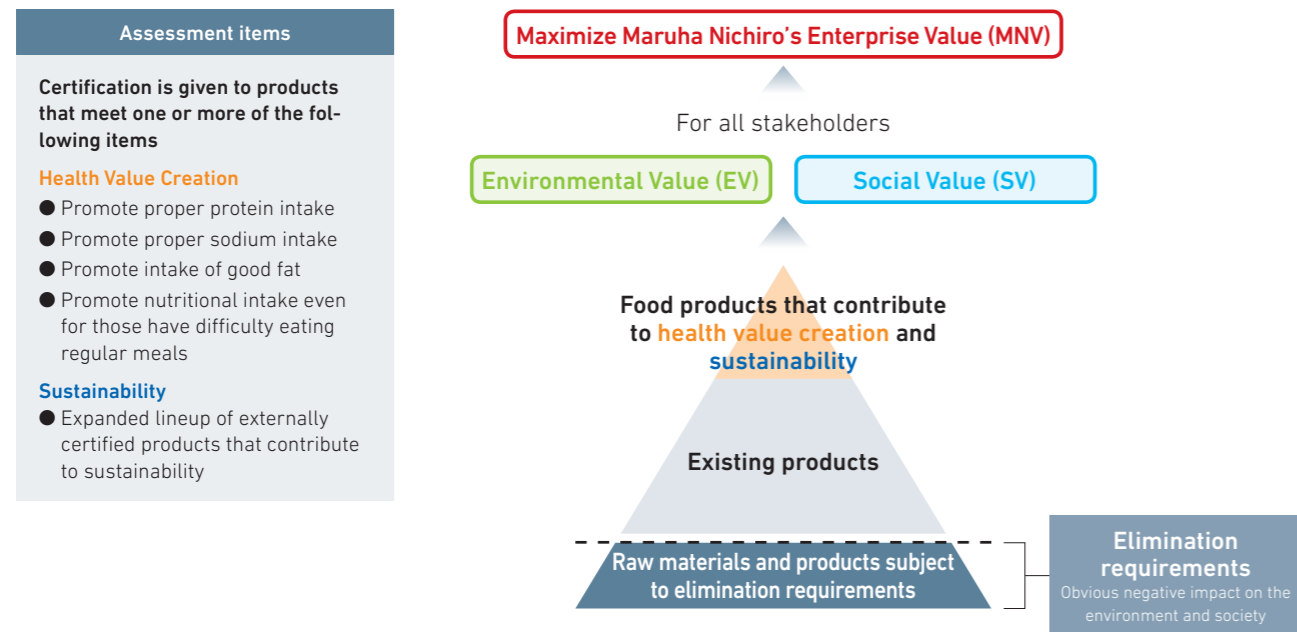 Assessment items
Certification is given to products
that meet one or more of the fol-
lowing items
Health Value Creation
● Promote proper protein intake
● Promote proper sodium intake
● Promote intake of good fat
● Promote nutritional intake even
for those have difficulty eating
regular meals
Sustainability
● Expanded lineup of externally
certified products that contribute
to sustainability
Maximize Maruha Nichiro’s Enterprise Value (MNV)
For all stakeholders
Environmental Value (EV)
Social Value (SV)
Food products that contribute
to health value creation and
sustainability
Existing products
Raw materials and products subject
to elimination requirements
Elimination
requirements
Obvious negative impact on the
environment and society